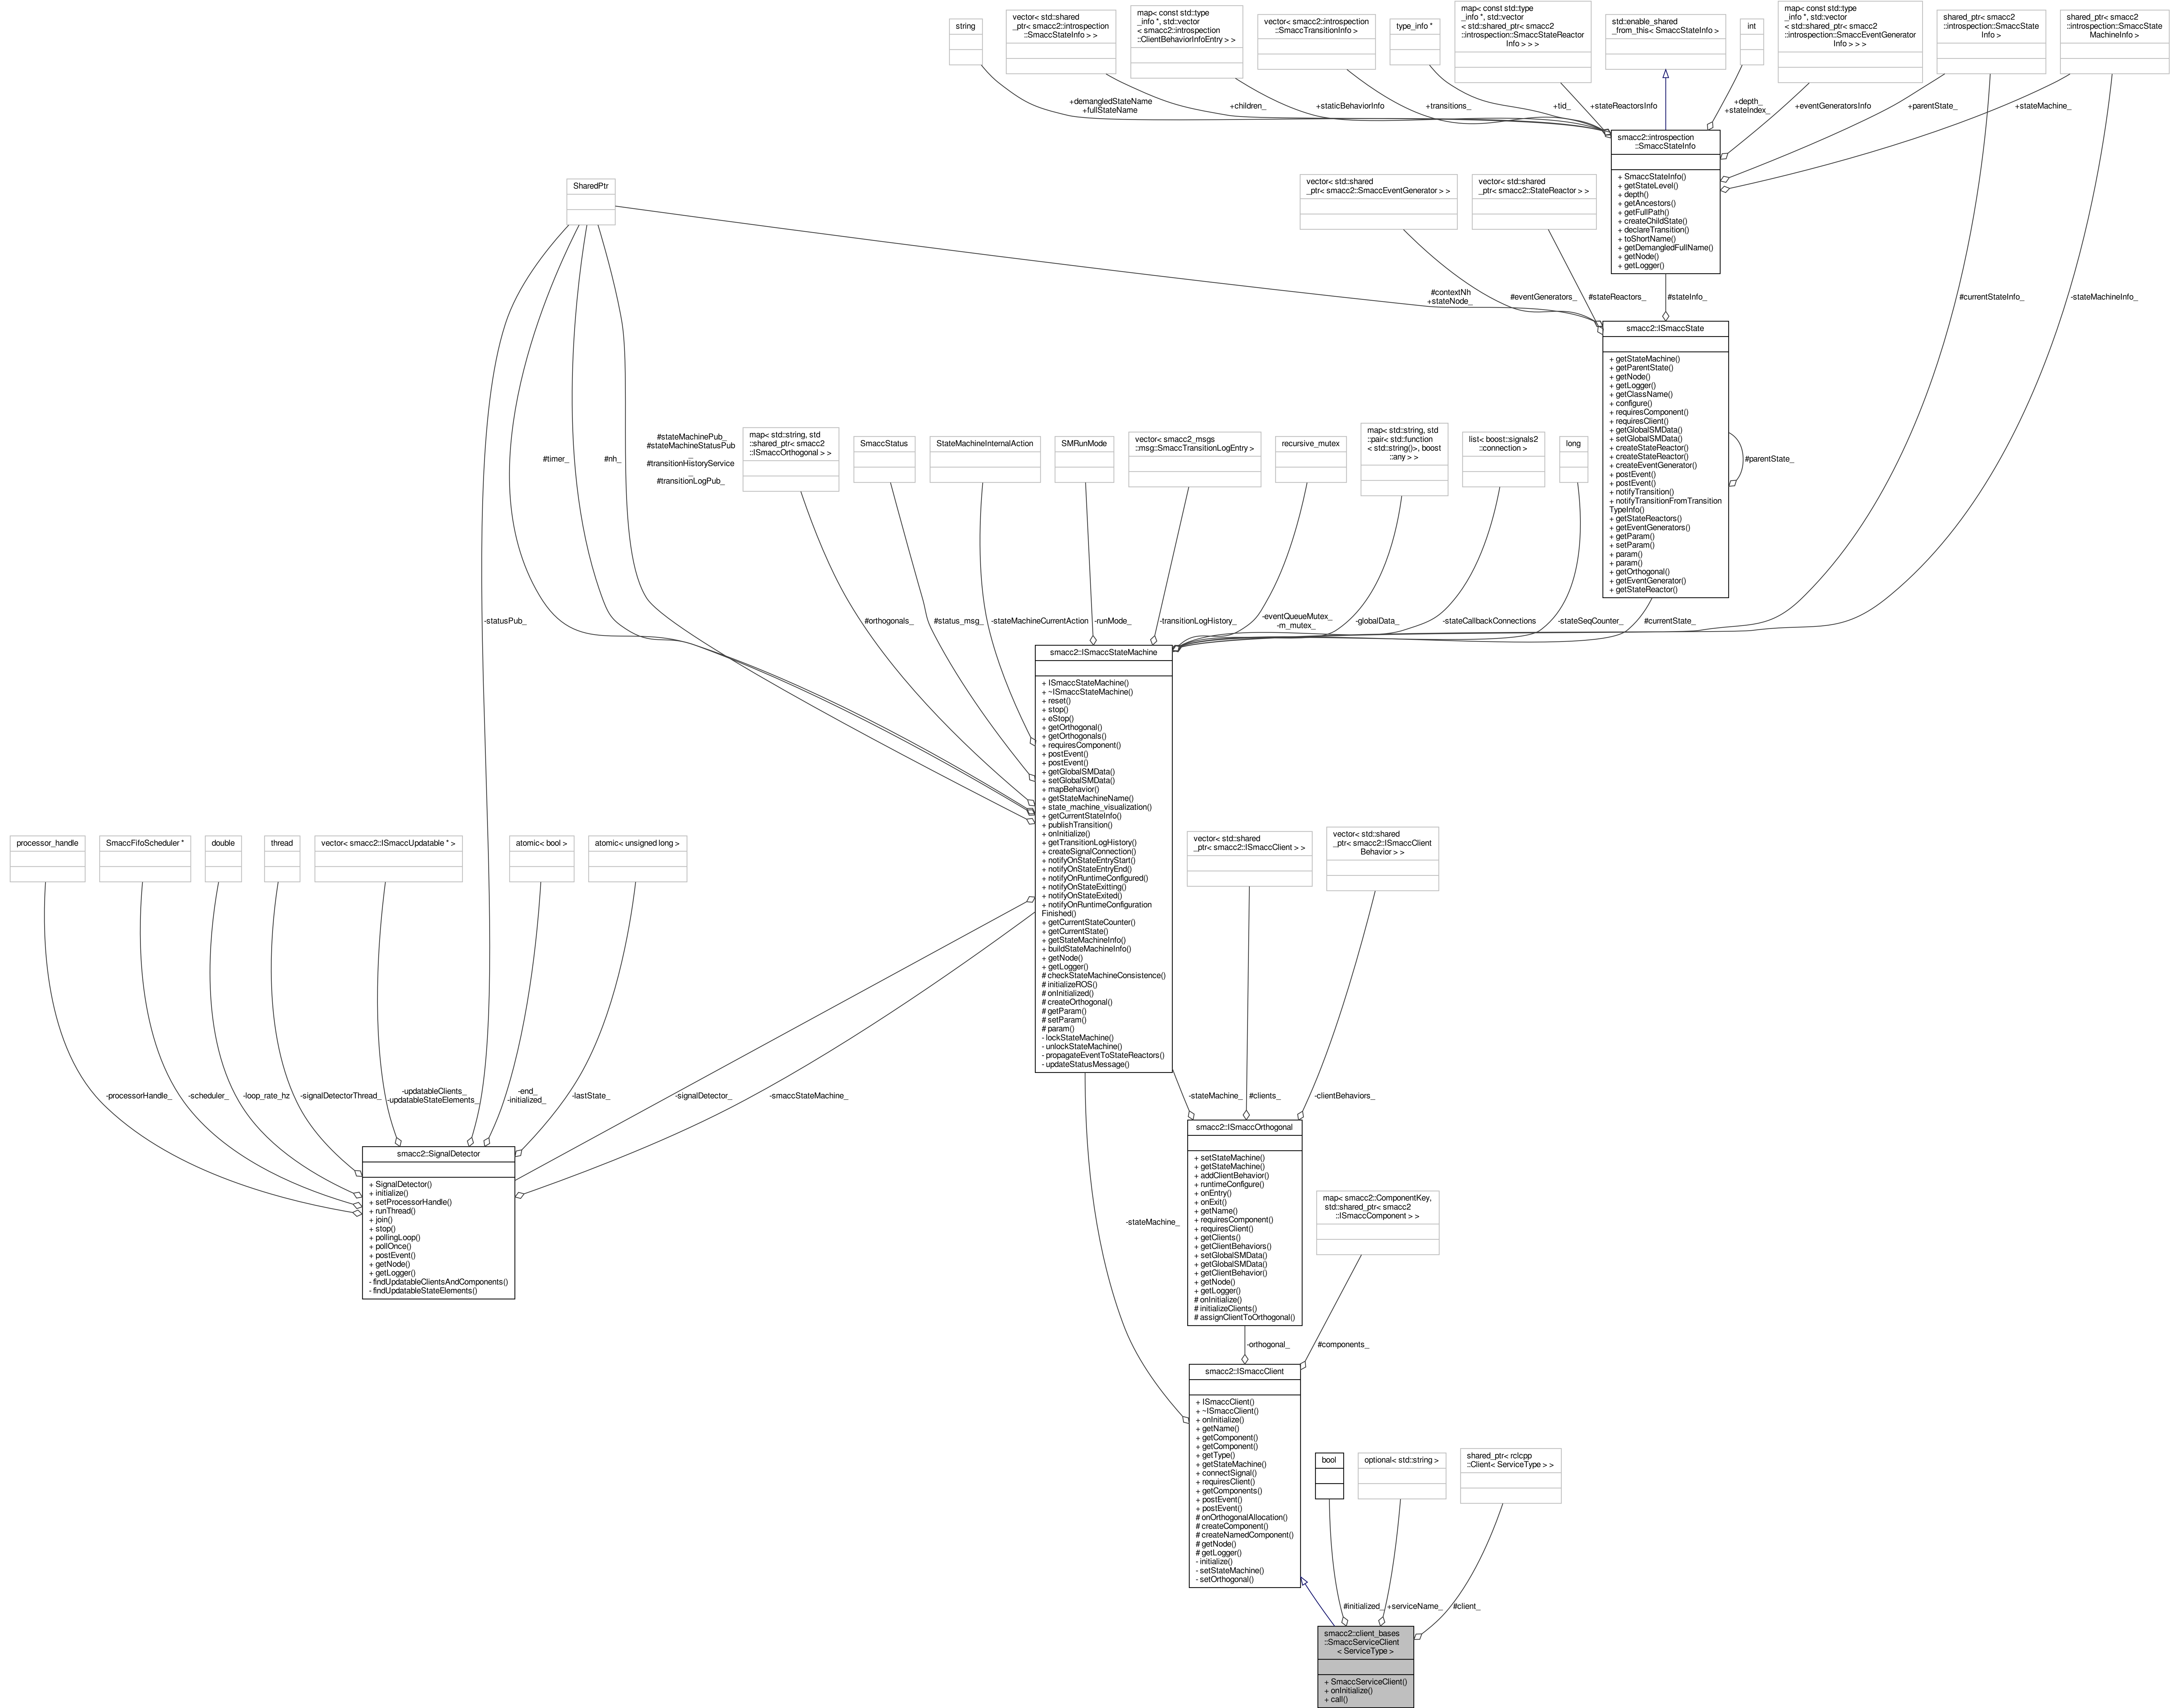 string
vector< std::shared
_ptr< smacc2::introspection
::SmaccStateInfo > >
map< const std::type
_info *, std::vector
< smacc2::introspection
::ClientBehaviorInfoEntry > >
vector< smacc2::introspection
::SmaccTransitionInfo >
type_info *
map< const std::type
_info *, std::vector
< std::shared_ptr< smacc2
::introspection::SmaccStateReactor
Info > > >
std::enable_shared
_from_this< SmaccStateInfo >
int
map< const std::type
_info *, std::vector
< std::shared_ptr< smacc2
::introspection::SmaccEventGenerator
Info > > >
shared_ptr< smacc2
::introspection::SmaccState
Info >
shared_ptr< smacc2
::introspection::SmaccState
MachineInfo >
+demangledStateName
+fullStateName
+children_
+staticBehaviorInfo
+transitions_
+tid_
+stateReactorsInfo
+depth_
+stateIndex_
+eventGeneratorsInfo
+parentState_
+stateMachine_
smacc2::introspection
::SmaccStateInfo
+ SmaccStateInfo()
+ getStateLevel()
+ depth()
+ getAncestors()
+ getFullPath()
+ createChildState()
+ declareTransition()
+ toShortName()
+ getDemangledFullName()
+ getNode()
+ getLogger()
SharedPtr
vector< std::shared
_ptr< smacc2::SmaccEventGenerator > >
vector< std::shared
_ptr< smacc2::StateReactor > >
#contextNh
+stateNode_
#eventGenerators_
#stateReactors_
#stateInfo_
#currentStateInfo_
-stateMachineInfo_
smacc2::ISmaccState
+ getStateMachine()
+ getParentState()
+ getNode()
+ getLogger()
+ getClassName()
+ configure()
+ requiresComponent()
+ requiresClient()
+ getGlobalSMData()
+ setGlobalSMData()
+ createStateReactor()
+ createStateReactor()
+ createEventGenerator()
+ postEvent()
+ postEvent()
+ notifyTransition()
+ notifyTransitionFromTransition
TypeInfo()
+ getStateReactors()
+ getEventGenerators()
+ getParam()
+ setParam()
+ param()
+ param()
+ getOrthogonal()
+ getEventGenerator()
+ getStateReactor()
#parentState_
#timer_
#nh_
#stateMachinePub_
#stateMachineStatusPub
_
#transitionHistoryService
_
#transitionLogPub_
map< std::string, std
::shared_ptr< smacc2
::ISmaccOrthogonal > >
SmaccStatus
StateMachineInternalAction
SMRunMode
vector< smacc2_msgs
::msg::SmaccTransitionLogEntry >
recursive_mutex
map< std::string, std
::pair< std::function
< std::string()>, boost
::any > >
list< boost::signals2
::connection >
long
-statusPub_
#orthogonals_
#status_msg_
-stateMachineCurrentAction
-runMode_
-transitionLogHistory_
-eventQueueMutex_
-m_mutex_
-globalData_
-stateCallbackConnections
-stateSeqCounter_
#currentState_
smacc2::ISmaccStateMachine
+ ISmaccStateMachine()
+ ~ISmaccStateMachine()
+ reset()
+ stop()
+ eStop()
+ getOrthogonal()
+ getOrthogonals()
+ requiresComponent()
+ postEvent()
+ postEvent()
+ getGlobalSMData()
+ setGlobalSMData()
+ mapBehavior()
+ getStateMachineName()
+ state_machine_visualization()
+ getCurrentStateInfo()
+ publishTransition()
+ onInitialize()
+ getTransitionLogHistory()
+ createSignalConnection()
+ notifyOnStateEntryStart()
+ notifyOnStateEntryEnd()
+ notifyOnRuntimeConfigured()
+ notifyOnStateExitting()
+ notifyOnStateExited()
+ notifyOnRuntimeConfiguration
Finished()
+ getCurrentStateCounter()
+ getCurrentState()
+ getStateMachineInfo()
+ buildStateMachineInfo()
+ getNode()
+ getLogger()
# checkStateMachineConsistence()
# initializeROS()
# onInitialized()
# createOrthogonal()
# getParam()
# setParam()
# param()
- lockStateMachine()
- unlockStateMachine()
- propagateEventToStateReactors()
- updateStatusMessage()
processor_handle
SmaccFifoScheduler *
double
thread
vector< smacc2::ISmaccUpdatable * >
atomic< bool >
atomic< unsigned long >
vector< std::shared
_ptr< smacc2::ISmaccClient > >
vector< std::shared
_ptr< smacc2::ISmaccClient
Behavior > >
-processorHandle_
-scheduler_
-loop_rate_hz
-signalDetectorThread_
-updatableClients_
-updatableStateElements_
-end_
-initialized_
-lastState_
-signalDetector_
-smaccStateMachine_
-stateMachine_
#clients_
-clientBehaviors_
smacc2::SignalDetector
+ SignalDetector()
+ initialize()
+ setProcessorHandle()
+ runThread()
+ join()
+ stop()
+ pollingLoop()
+ pollOnce()
+ postEvent()
+ getNode()
+ getLogger()
- findUpdatableClientsAndComponents()
- findUpdatableStateElements()
smacc2::ISmaccOrthogonal
+ setStateMachine()
+ getStateMachine()
+ addClientBehavior()
+ runtimeConfigure()
+ onEntry()
+ onExit()
+ getName()
+ requiresComponent()
+ requiresClient()
+ getClients()
+ getClientBehaviors()
+ setGlobalSMData()
+ getGlobalSMData()
+ getClientBehavior()
+ getNode()
+ getLogger()
# onInitialize()
# initializeClients()
# assignClientToOrthogonal()
map< smacc2::ComponentKey,
std::shared_ptr< smacc2
::ISmaccComponent > >
-stateMachine_
-orthogonal_
#components_
smacc2::ISmaccClient
+ ISmaccClient()
+ ~ISmaccClient()
+ onInitialize()
+ getName()
+ getComponent()
+ getComponent()
+ getType()
+ getStateMachine()
+ connectSignal()
+ requiresClient()
+ getComponents()
+ postEvent()
+ postEvent()
# onOrthogonalAllocation()
# createComponent()
# createNamedComponent()
# getNode()
# getLogger()
- initialize()
- setStateMachine()
- setOrthogonal()
bool
optional< std::string >
shared_ptr< rclcpp
::Client< ServiceType > >
#initialized_
+serviceName_
#client_
smacc2::client_bases
::SmaccServiceClient
< ServiceType >
+ SmaccServiceClient()
+ onInitialize()
+ call()